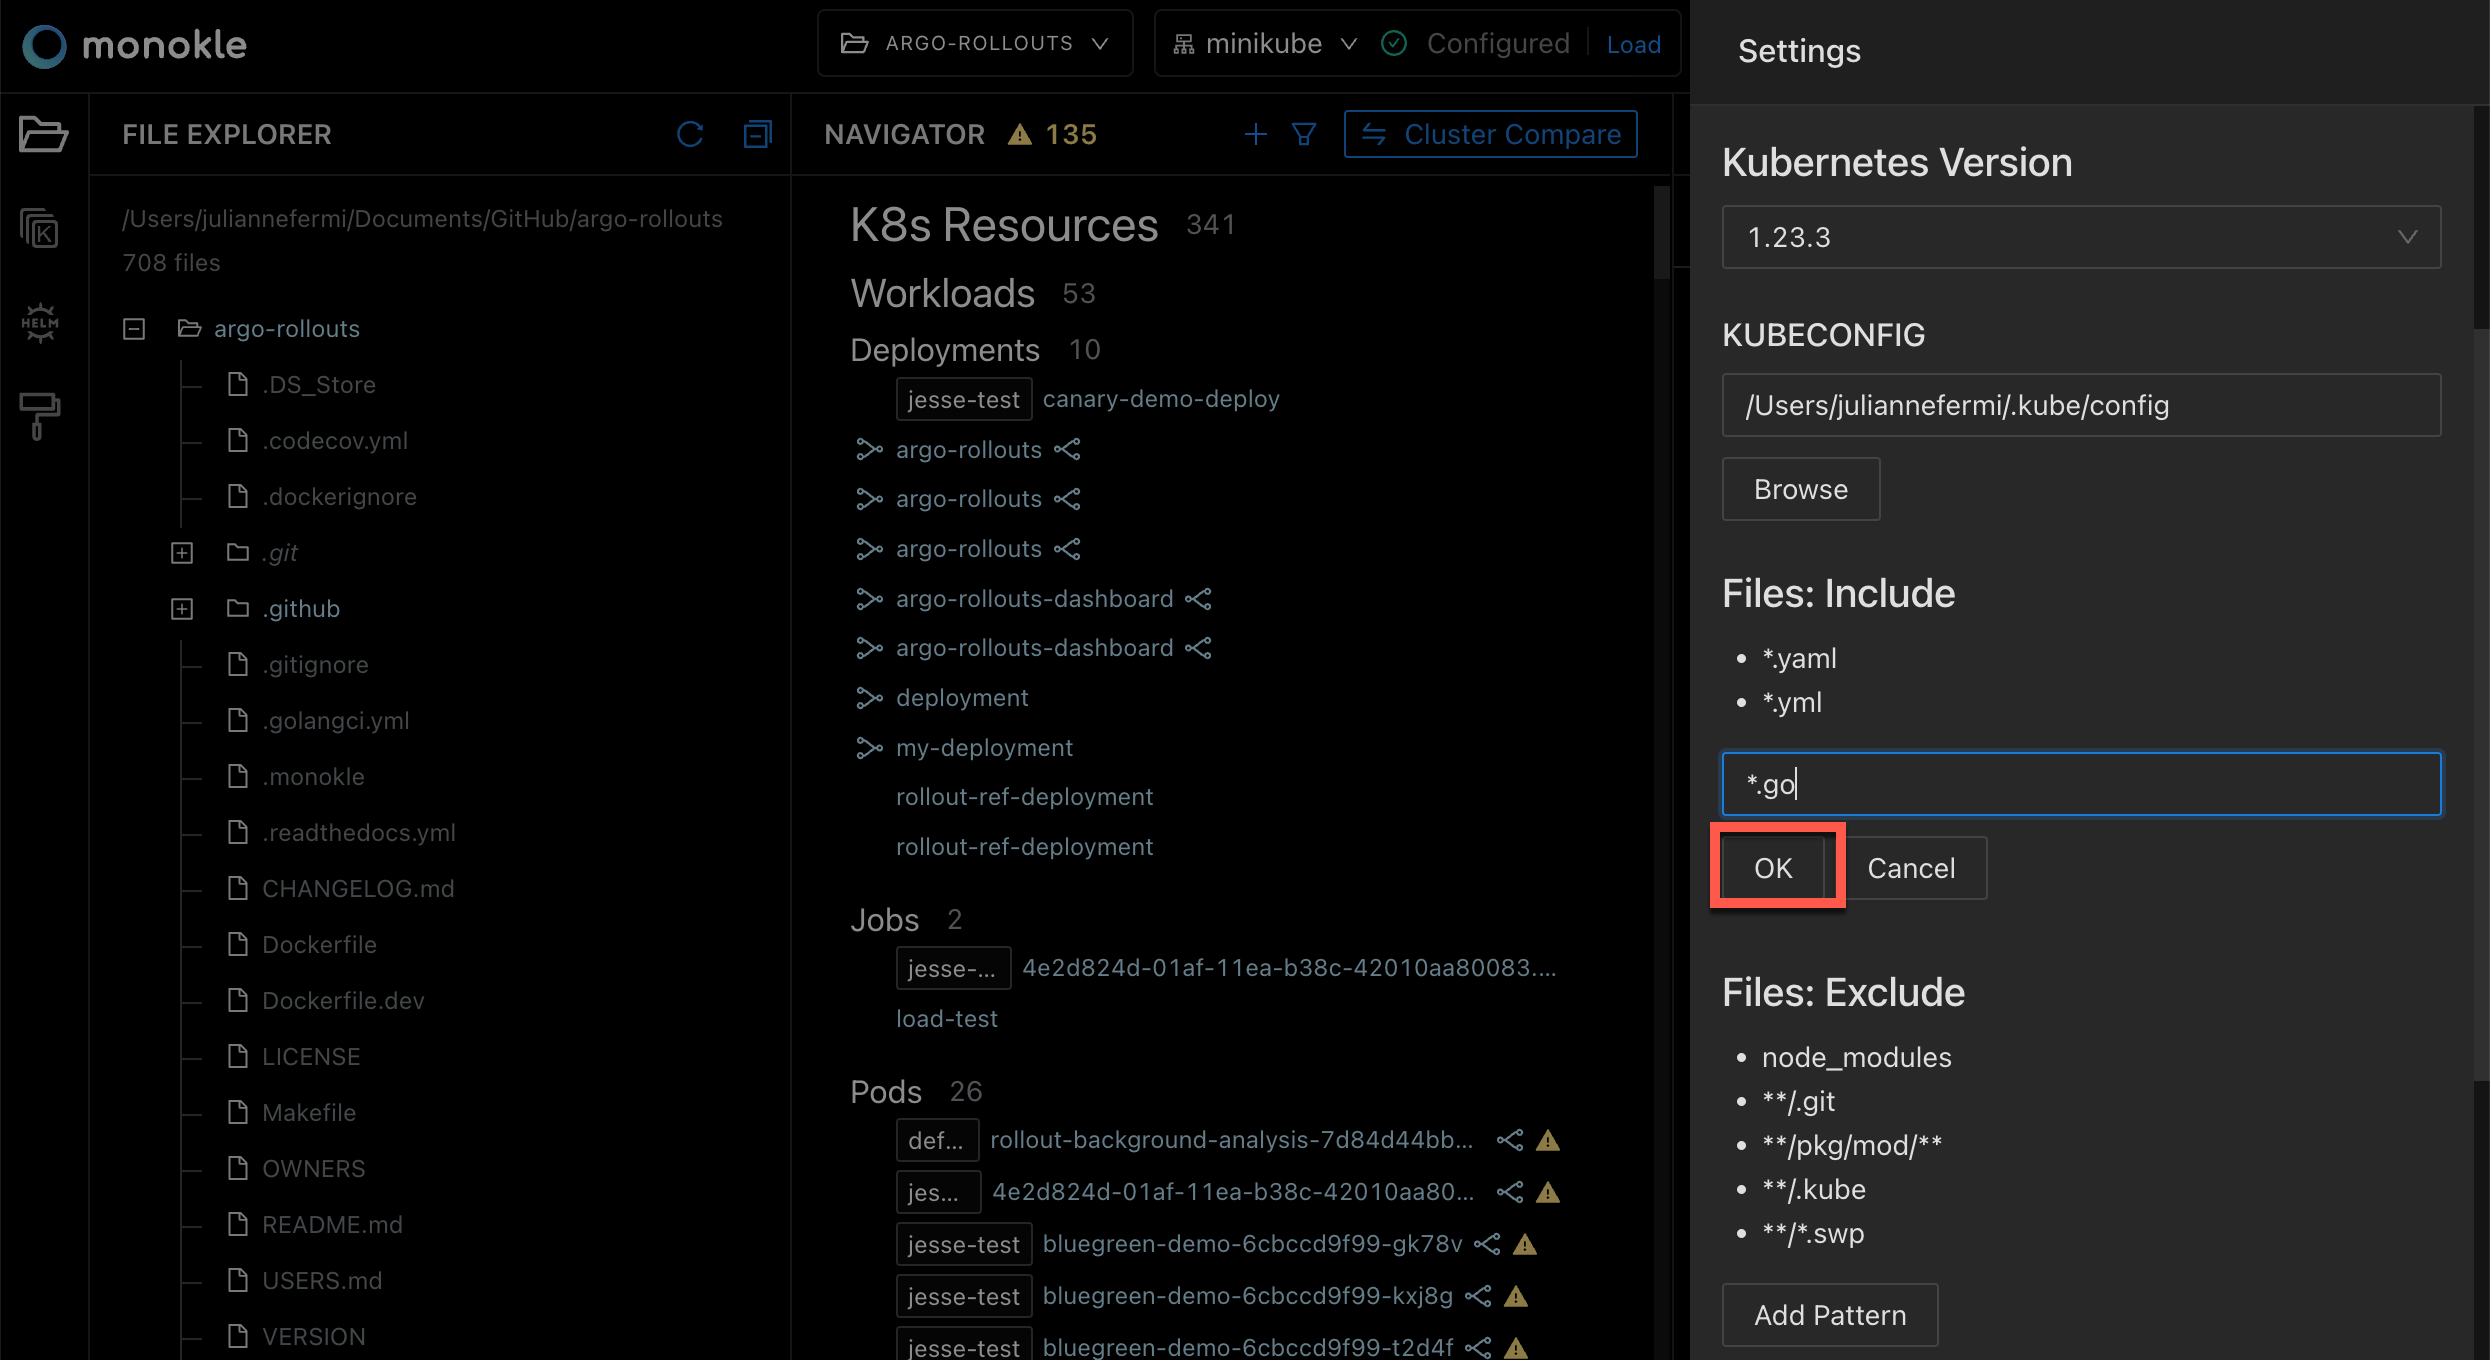 monokle
ARGO-ROLLOUTS
minikube Configured Load
Settings
FILE EXPLORER
/Users/juliannefermi/Documents/GitHub/argo-rollouts
708 files
HELM
argo-rollouts
.DS_Store
.codecov.yml
.dockerignore
.git
.github
.gitignore
.golangci.yml
.monokle
.readthedocs.yml
CHANGELOG.md
Dockerfile
Dockerfile.dev
LICENSE
Makefile
OWNERS
README.md
USERS.md
VERSION
NAVIGATOR 135
Cluster Compare
K8s Resources 341
Workloads 53
Deployments 10
jesse-test canary-demo-deploy
argo-rollouts
argo-rollouts
argo-rollouts
argo-rollouts-dashboard
argo-rollouts-dashboard
deployment
my-deployment
rollout-ref-deployment
rollout-ref-deployment
Jobs 2
jesse-... 4e2d824d-01af-11ea-b38c-42010aa80083....
load-test
Pods 26
def... rollout-background-analysis-7d84d44bb...
jes... 4e2d824d-01af-11ea-b38c-42010aa80...
jesse-test bluegreen-demo-6cbccd9f99-gk78v
jesse-test bluegreen-demo-6cbccd9f99-kxj8g
jesse-test bluegreen-demo-6cbccd9f99-t2d4f
Kubernetes Version
1.23.3
KUBECONFIG
/Users/juliannefermi/.kube/config
Browse
Files: Include
• *.yaml
• *.yml
*.go
OK Cancel
Files: Exclude
• node_modules
• **/.git
• **/pkg/mod/**
• **/.kube
• **/*.swp
Add Pattern